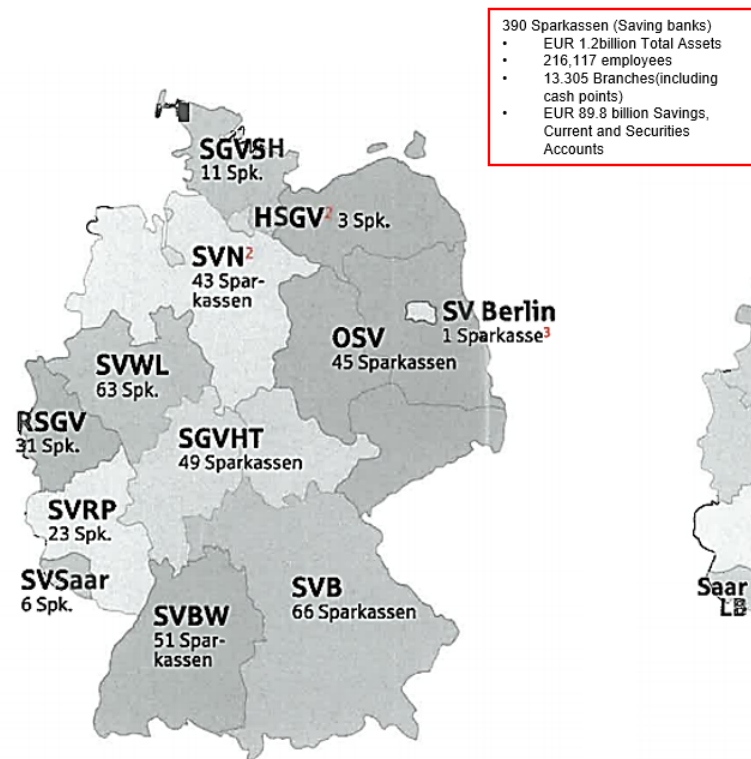 390 Sparkassen (Saving banks)
• EUR 1.2billion Total Assets
• 216,117 employees
• 13.305 Branches(including
cash points)
• EUR 89.8 billion Savings,
Current and Securities
Accounts
SGVSH
11 Spk.
HSGV² 3 Spk.
SVN²
43 Spar-
kassen
SV Berlin
1 Sparkasse³
OSV
45 Sparkassen
SVWL
63 Spk.
RSGV
31 Spk.
SGVHT
49 Sparkassen
SVRP
23 Spk.
SVSaar
6 Spk.
SVB
66 Sparkassen
SVBW
51 Spar-
kassen
Saar
LB